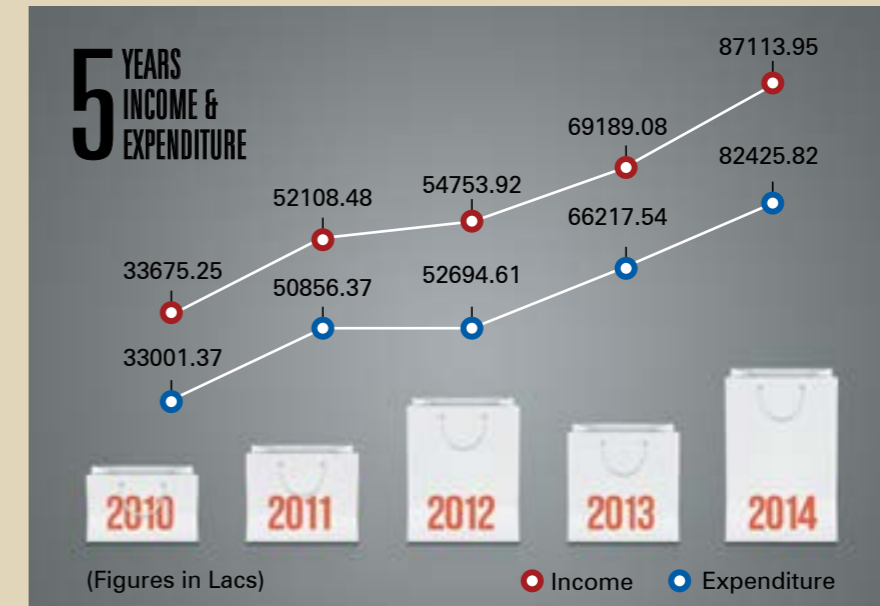 5 YEARS
INCOME &
EXPENDITURE
87113.95
69189.08
82425.82
52108.48
54753.92
66217.54
33675.25
50856.37
52694.61
33001.37
2010 2011 2012 2013 2014
(Figures in Lacs) Income Expenditure